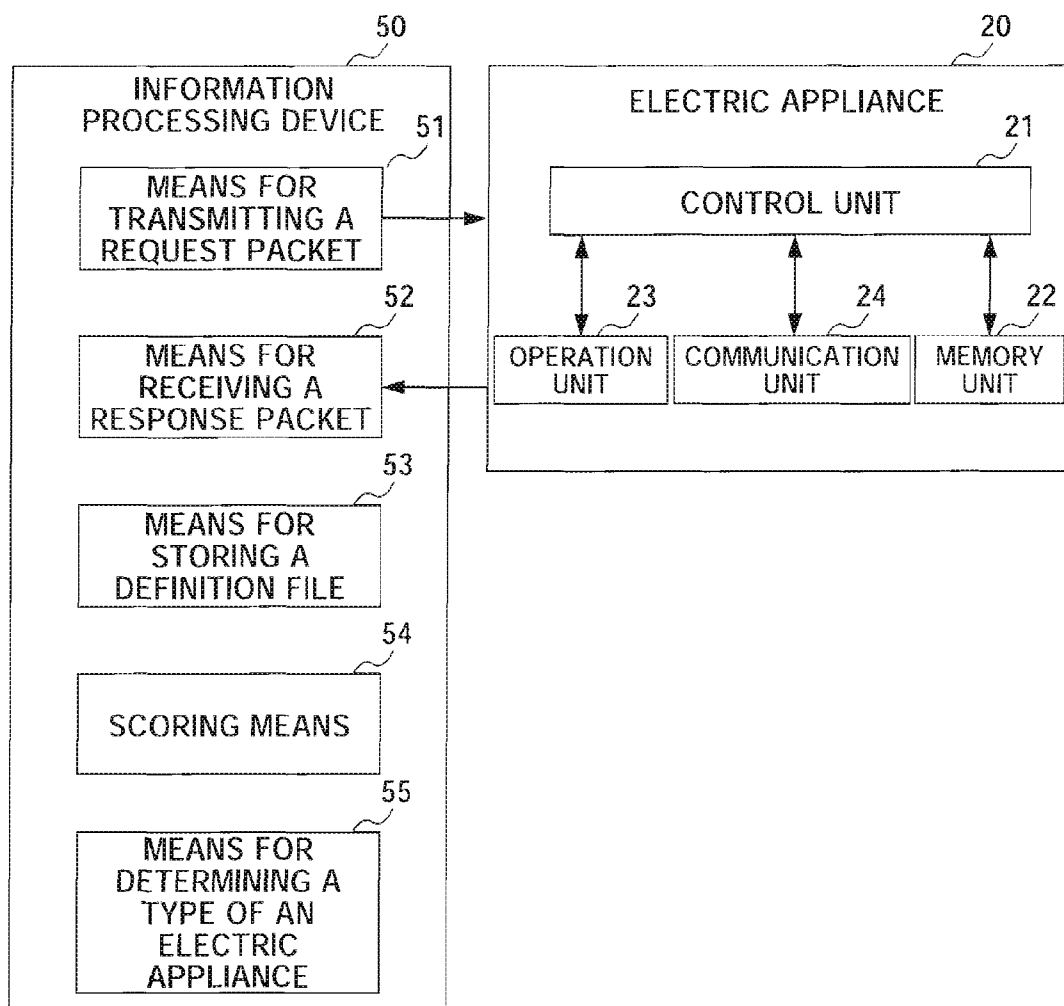 50
INFORMATION
PROCESSING DEVICE
51
MEANS FOR
TRANSMITTING A
REQUEST PACKET
52
MEANS FOR
RECEIVING A
RESPONSE PACKET
53
MEANS FOR
STORING A
DEFINITION FILE
54
SCORING MEANS
55
MEANS FOR
DETERMINING A
TYPE OF AN
ELECTRIC
APPLIANCE
20
ELECTRIC APPLIANCE
21
CONTROL UNIT
23
OPERATION
UNIT
24
COMMUNICATION
UNIT
22
MEMORY
UNIT